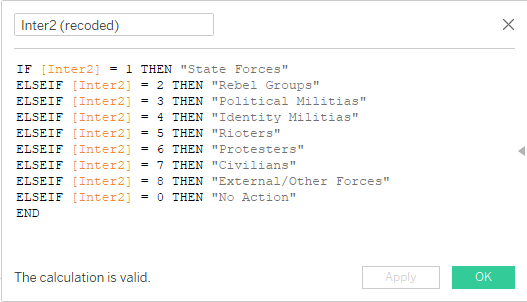 Inter2 (recoded)
IF [Inter2] = 1 THEN "State Forces"
ELSEIF [Inter2] = 2 THEN "Rebel Groups"
ELSEIF [Inter2] = 3 THEN "Political Militias"
ELSEIF [Inter2] = 4 THEN "Identity Militias"
ELSEIF [Inter2] = 5 THEN "Rioters"
ELSEIF [Inter2] = 6 THEN "Protesters"
ELSEIF [Inter2] = 7 THEN "Civilians"
ELSEIF [Inter2] = 8 THEN "External/Other Forces"
ELSEIF [Inter2] = 0 THEN "No Action"
END
The calculation is valid. Apply OK